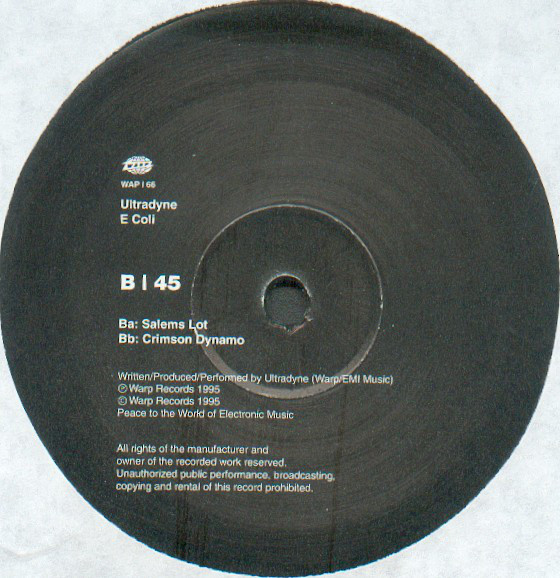 WAP | 66
Ultradyne
E Coli
B | 45
Ba: Salems Lot
Bb: Crimson Dynamo
Written/Produced/Performed by Ultradyne (Warp/EMI Music)
℗ Warp Records 1995
© Warp Records 1995
Peace to the World of Electronic Music
All rights of the manufacturer and
owner of the recorded work reserved.
Unauthorized public performance, broadcasting,
copying and rental of this record prohibited.